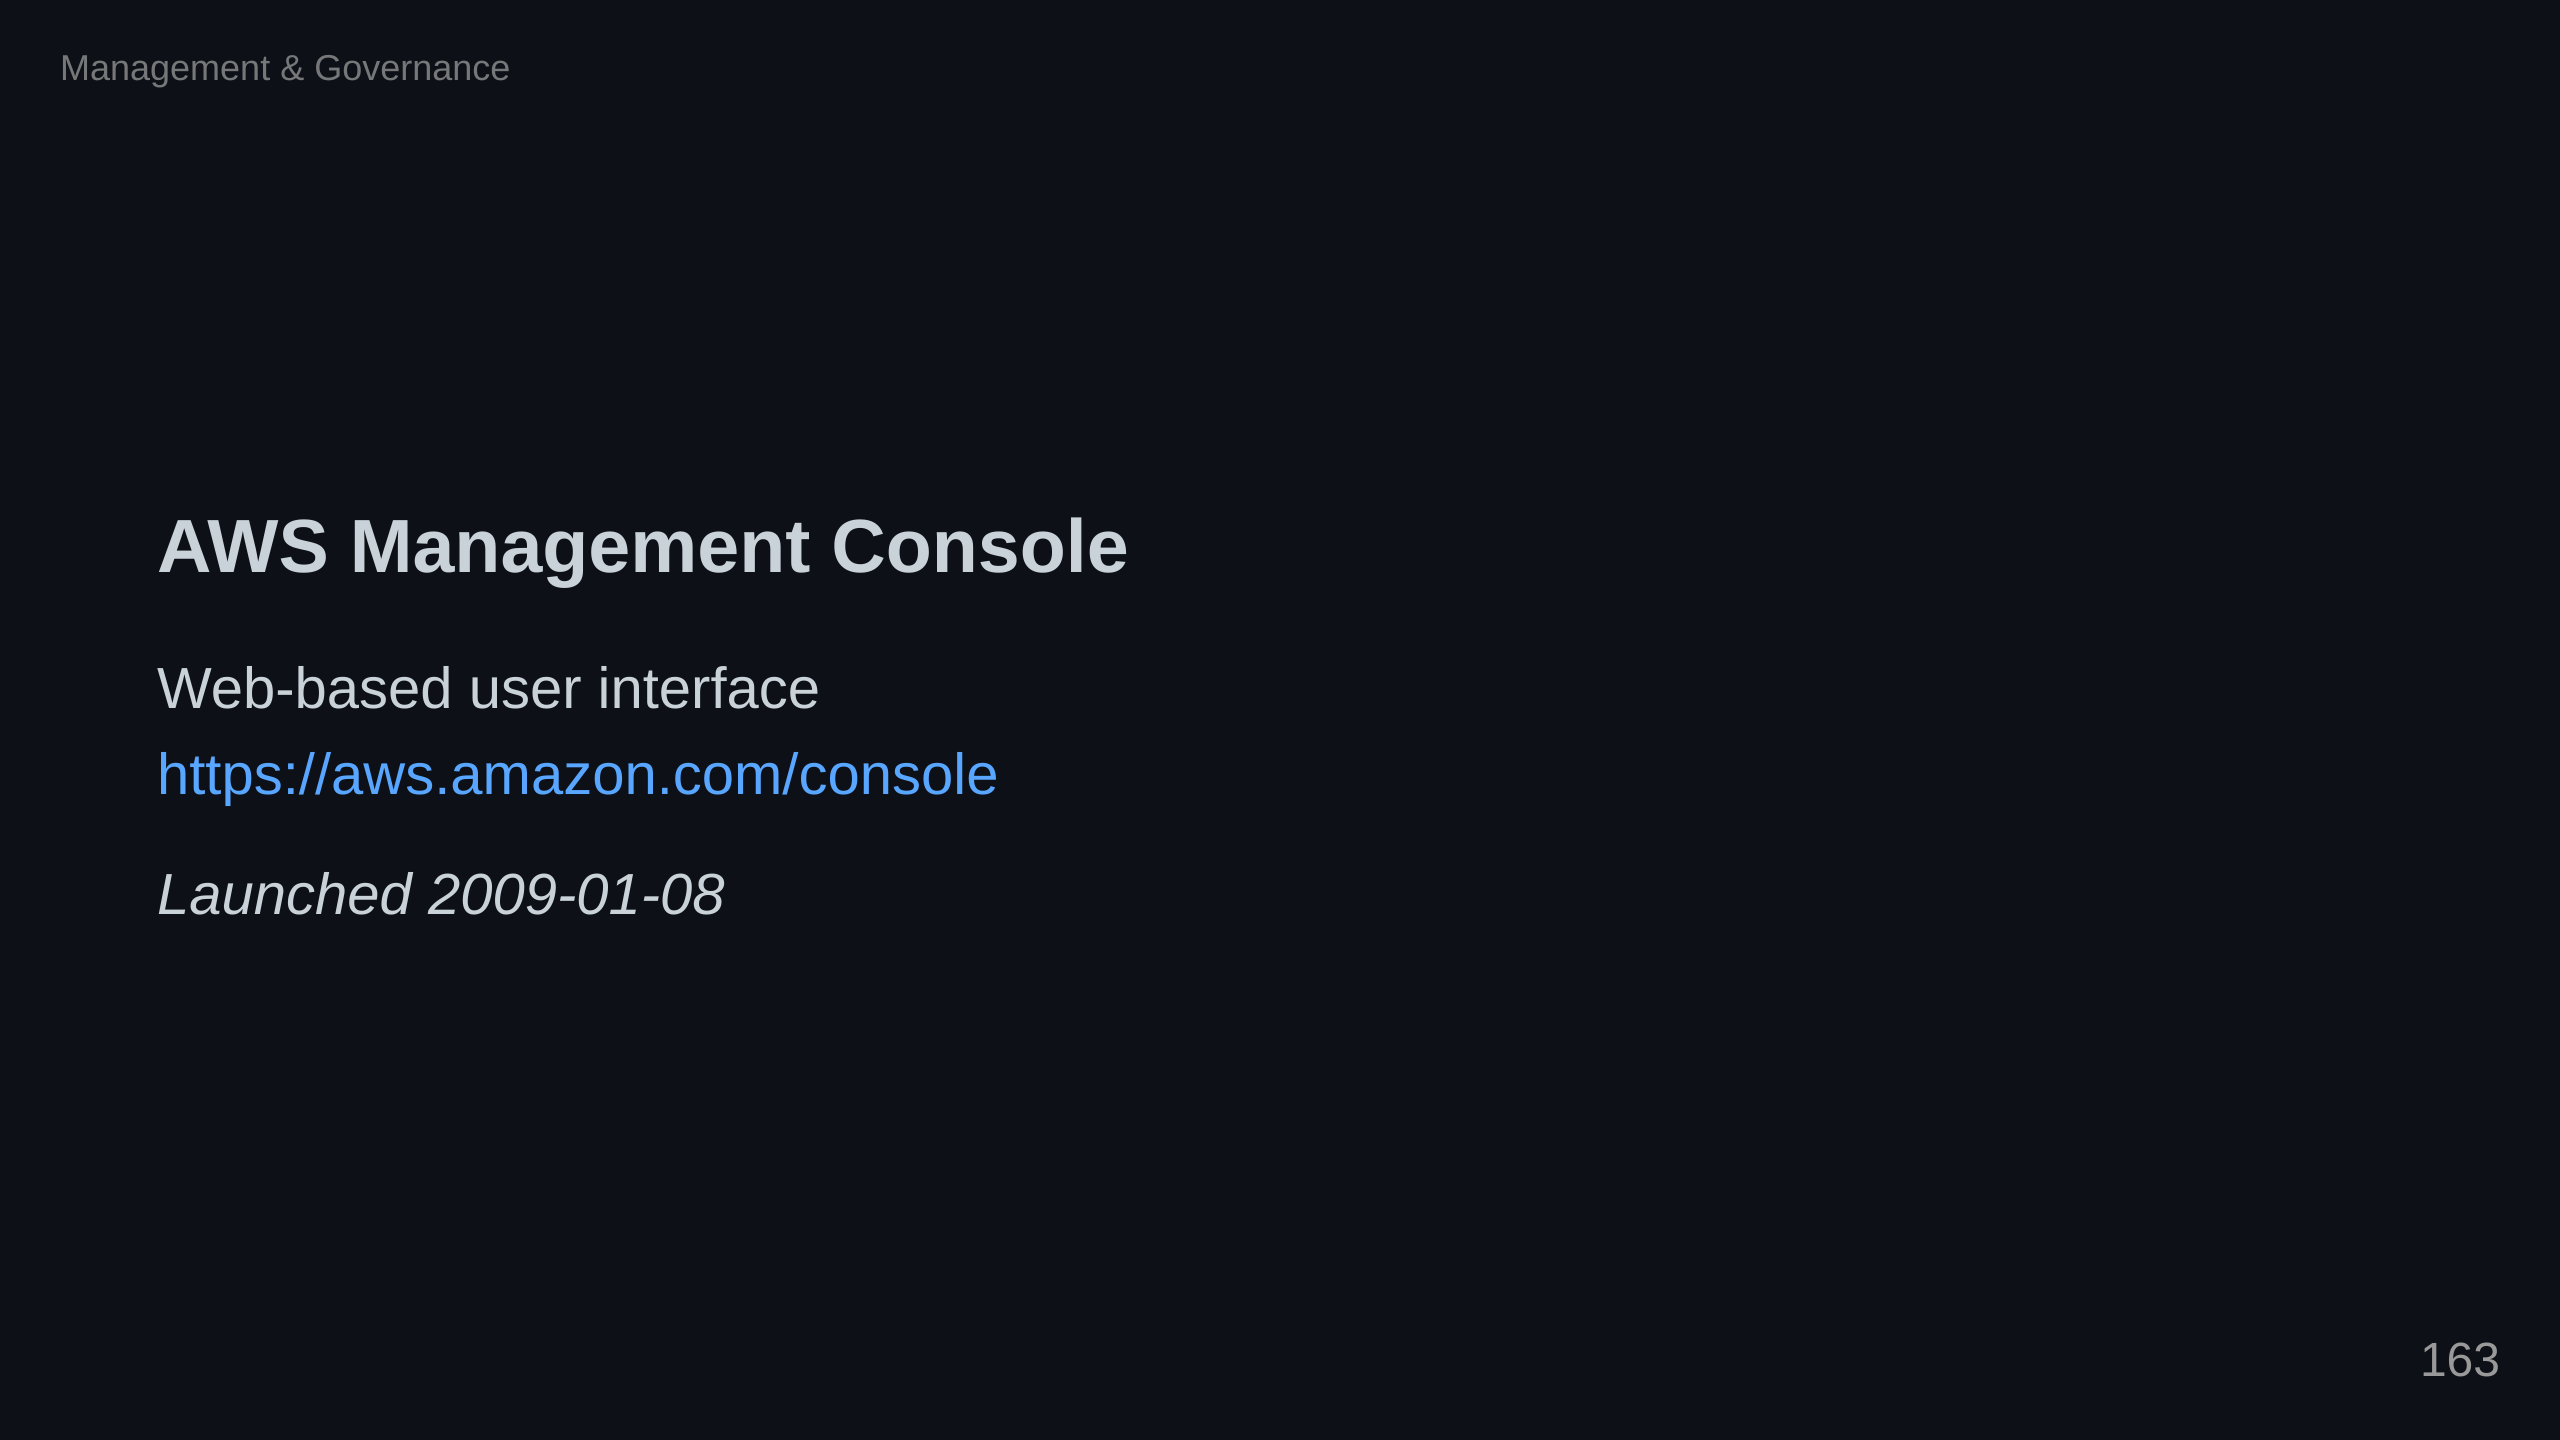 Management & Governance
AWS Management Console
Web-based user interface
https://aws.amazon.com/console
Launched 2009-01-08
163